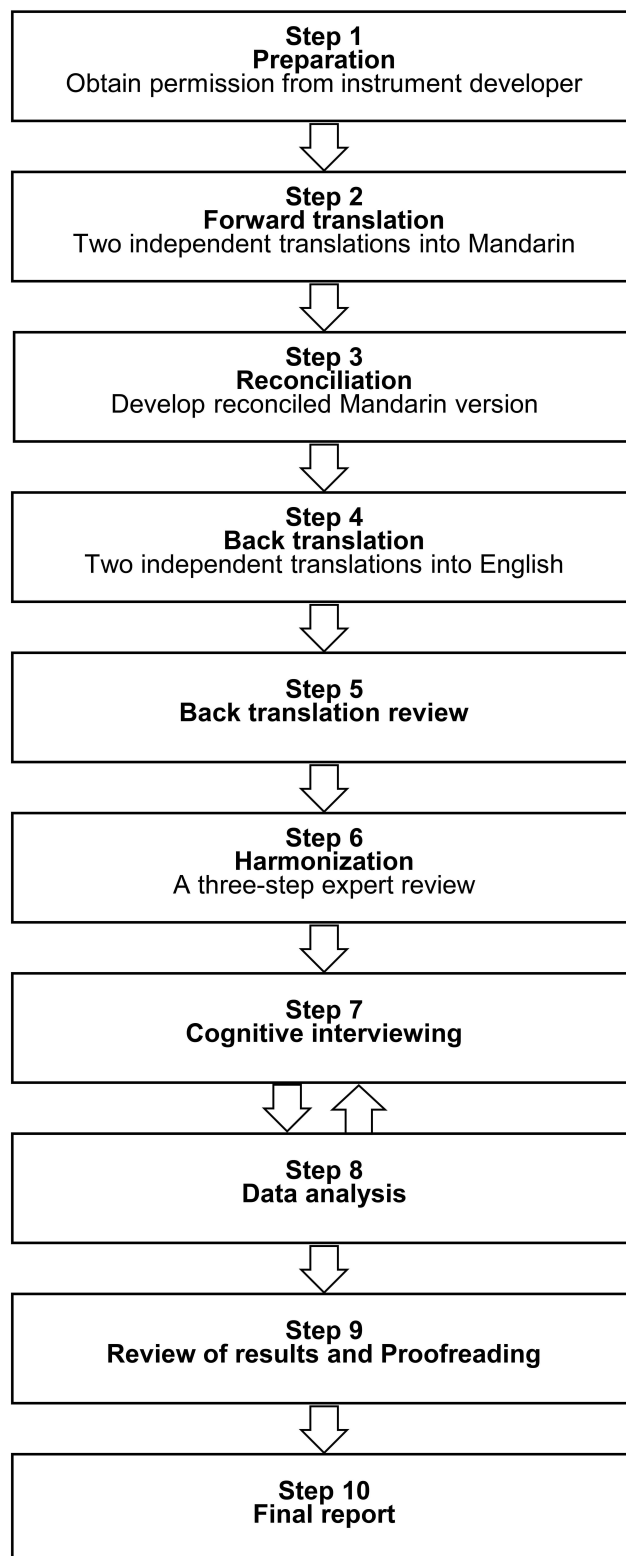 Step 1
Preparation
Obtain permission from instrument developer
Step 2
Forward translation
Two independent translations into Mandarin
Step 3
Reconciliation
Develop reconciled Mandarin version
Step 4
Back translation
Two independent translations into English
Step 5
Back translation review
Step 6
Harmonization
A three-step expert review
Step 7
Cognitive interviewing
Step 8
Data analysis
Step 9
Review of results and Proofreading
Step 10
Final report